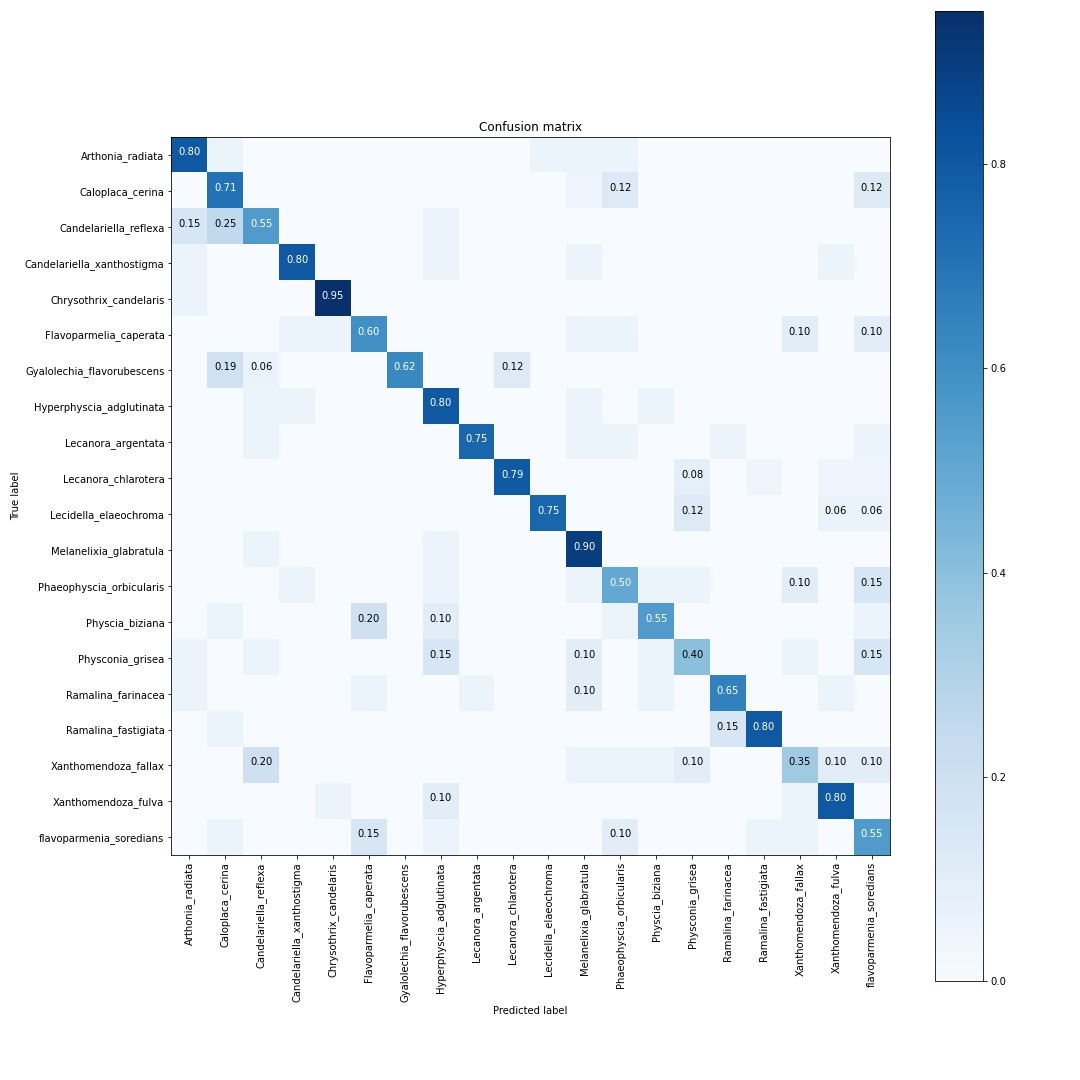 Confusion matrix
True label
Arthonia_radiata 0.80
Caloplaca_cerina 0.71 0.12 0.12
Candelariella_reflexa 0.15 0.25 0.55
Candelariella_xanthostigma 0.80
Chrysothrix_candelaris 0.95
Flavoparmelia_caperata 0.60 0.10 0.10
Gyalolechia_flavorubescens 0.19 0.06 0.62 0.12
Hyperphyscia_adglutinata 0.80
Lecanora_argentata 0.75
Lecanora_chlarotera 0.79 0.08
Lecidella_elaeochroma 0.75 0.12 0.06 0.06
Melanelixia_glabratula 0.90
Phaeophyscia_orbicularis 0.50 0.10 0.15
Physcia_biziana 0.20 0.10 0.55
Physconia_grisea 0.15 0.10 0.40 0.15
Ramalina_farinacea 0.10 0.65
Ramalina_fastigiata 0.15 0.80
Xanthomendoza_fallax 0.20 0.10 0.35 0.10 0.10
Xanthomendoza_fulva 0.10 0.80
flavoparmenia_soredians 0.15 0.10 0.55
Arthonia_radiata
Caloplaca_cerina
Candelariella_reflexa
Candelariella_xanthostigma
Chrysothrix_candelaris
Flavoparmelia_caperata
Gyalolechia_flavorubescens
Hyperphyscia_adglutinata
Lecanora_argentata
Lecanora_chlarotera
Lecidella_elaeochroma
Melanelixia_glabratula
Phaeophyscia_orbicularis
Physcia_biziana
Physconia_grisea
Ramalina_farinacea
Ramalina_fastigiata
Xanthomendoza_fallax
Xanthomendoza_fulva
flavoparmenia_soredians
Predicted label
0.8
0.6
0.4
0.2
0.0